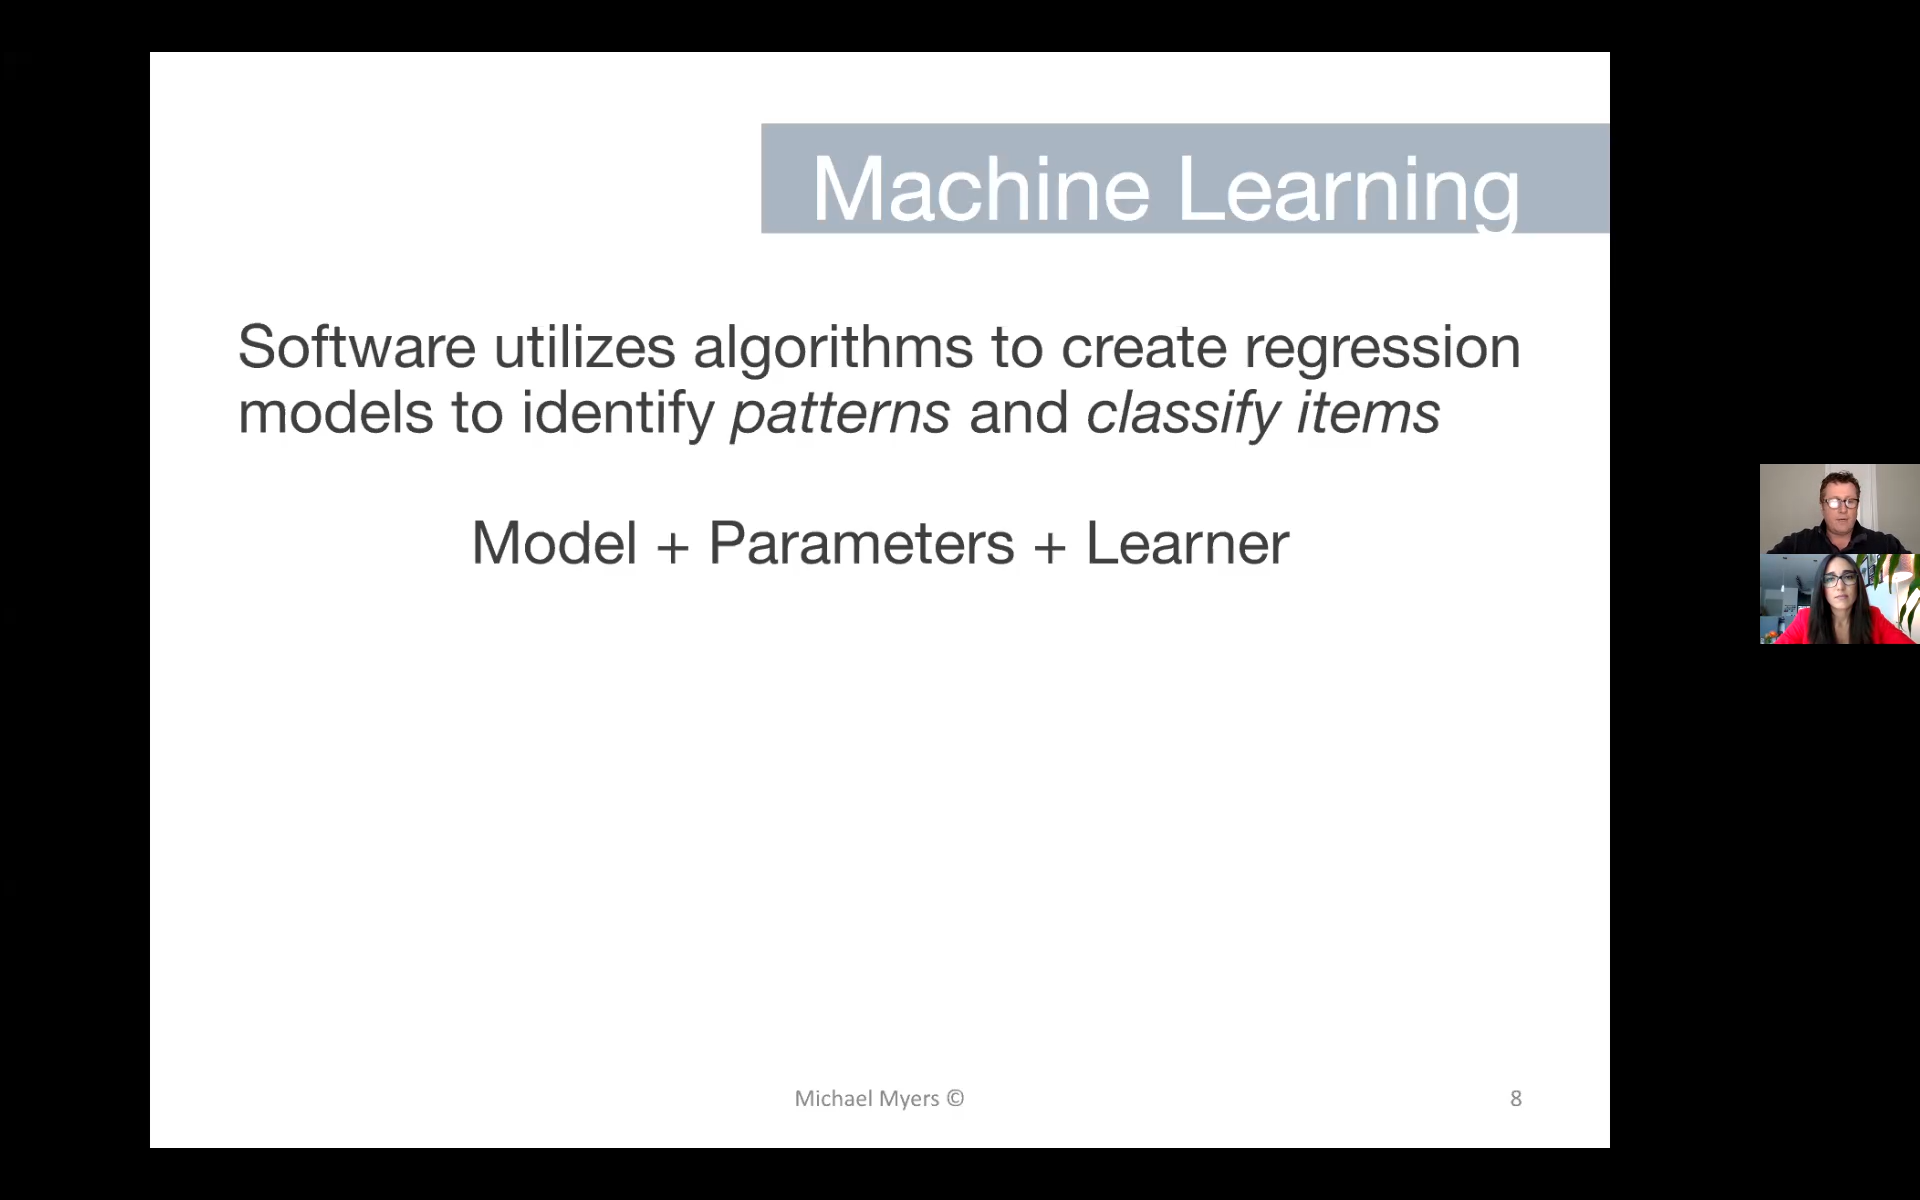 Machine Learning
Software utilizes algorithms to create regression
models to identify patterns and classify items
Model + Parameters + Learner
Michael Myers ©
8